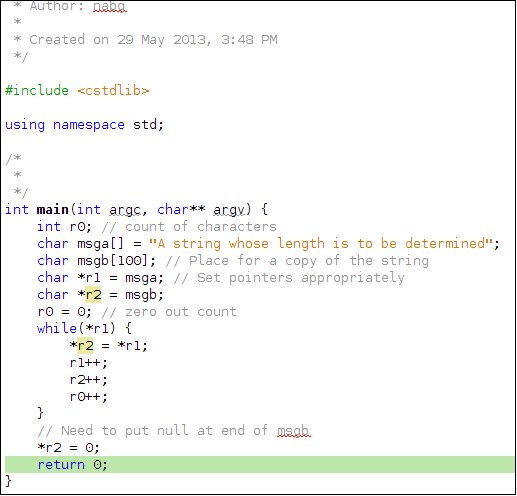 * Author: nabg
*
* Created on 29 May 2013, 3:48 PM
*/
#include <cstdlib>
using namespace std;
/*
*
*/
int main(int argc, char** argv) {
int r0; // count of characters
char msga[] = "A string whose length is to be determined";
char msgb[100]; // Place for a copy of the string
char *r1 = msga; // Set pointers appropriately
char *r2 = msgb;
r0 = 0; // zero out count
while(*r1) {
*r2 = *r1;
r1++;
r2++;
r0++;
}
// Need to put null at end of msgb
*r2 = 0;
return 0;
}